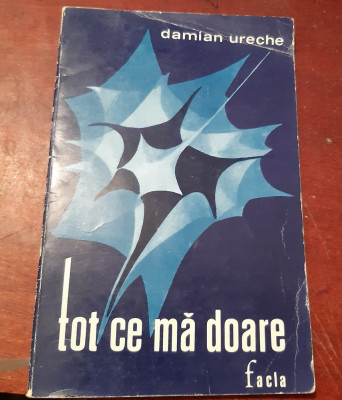 damian ureche
tot ce mă doare
facla